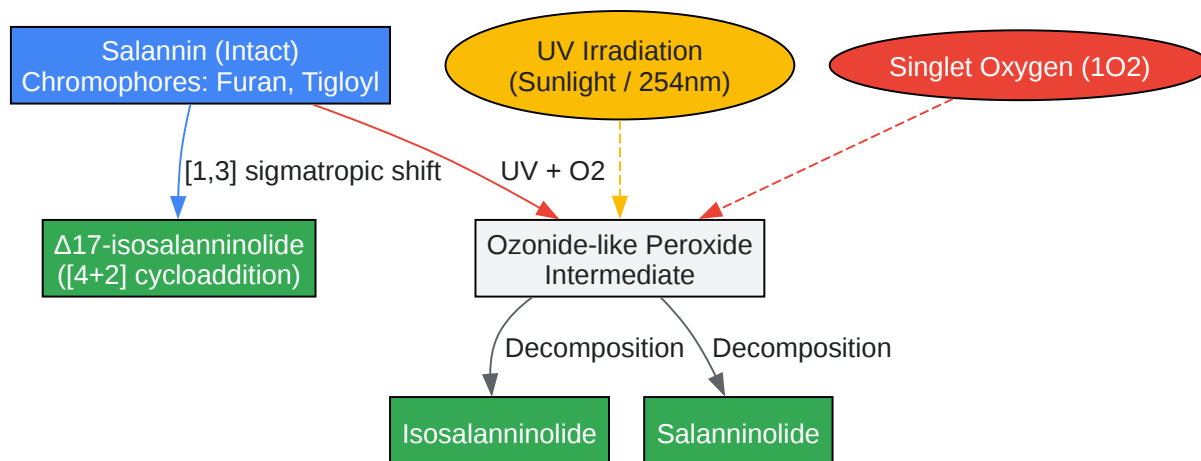 Salannin (Intact)
Chromophores: Furan, Tigloyl
UV Irradiation
(Sunlight / 254nm)
Singlet Oxygen (1O2)
[1,3] sigmatropic shift
UV + O2
Δ17-isosalanninolide
([4+2] cycloaddition)
Ozonide-like Peroxide
Intermediate
Decomposition
Decomposition
Isosalanninolide
Salanninolide